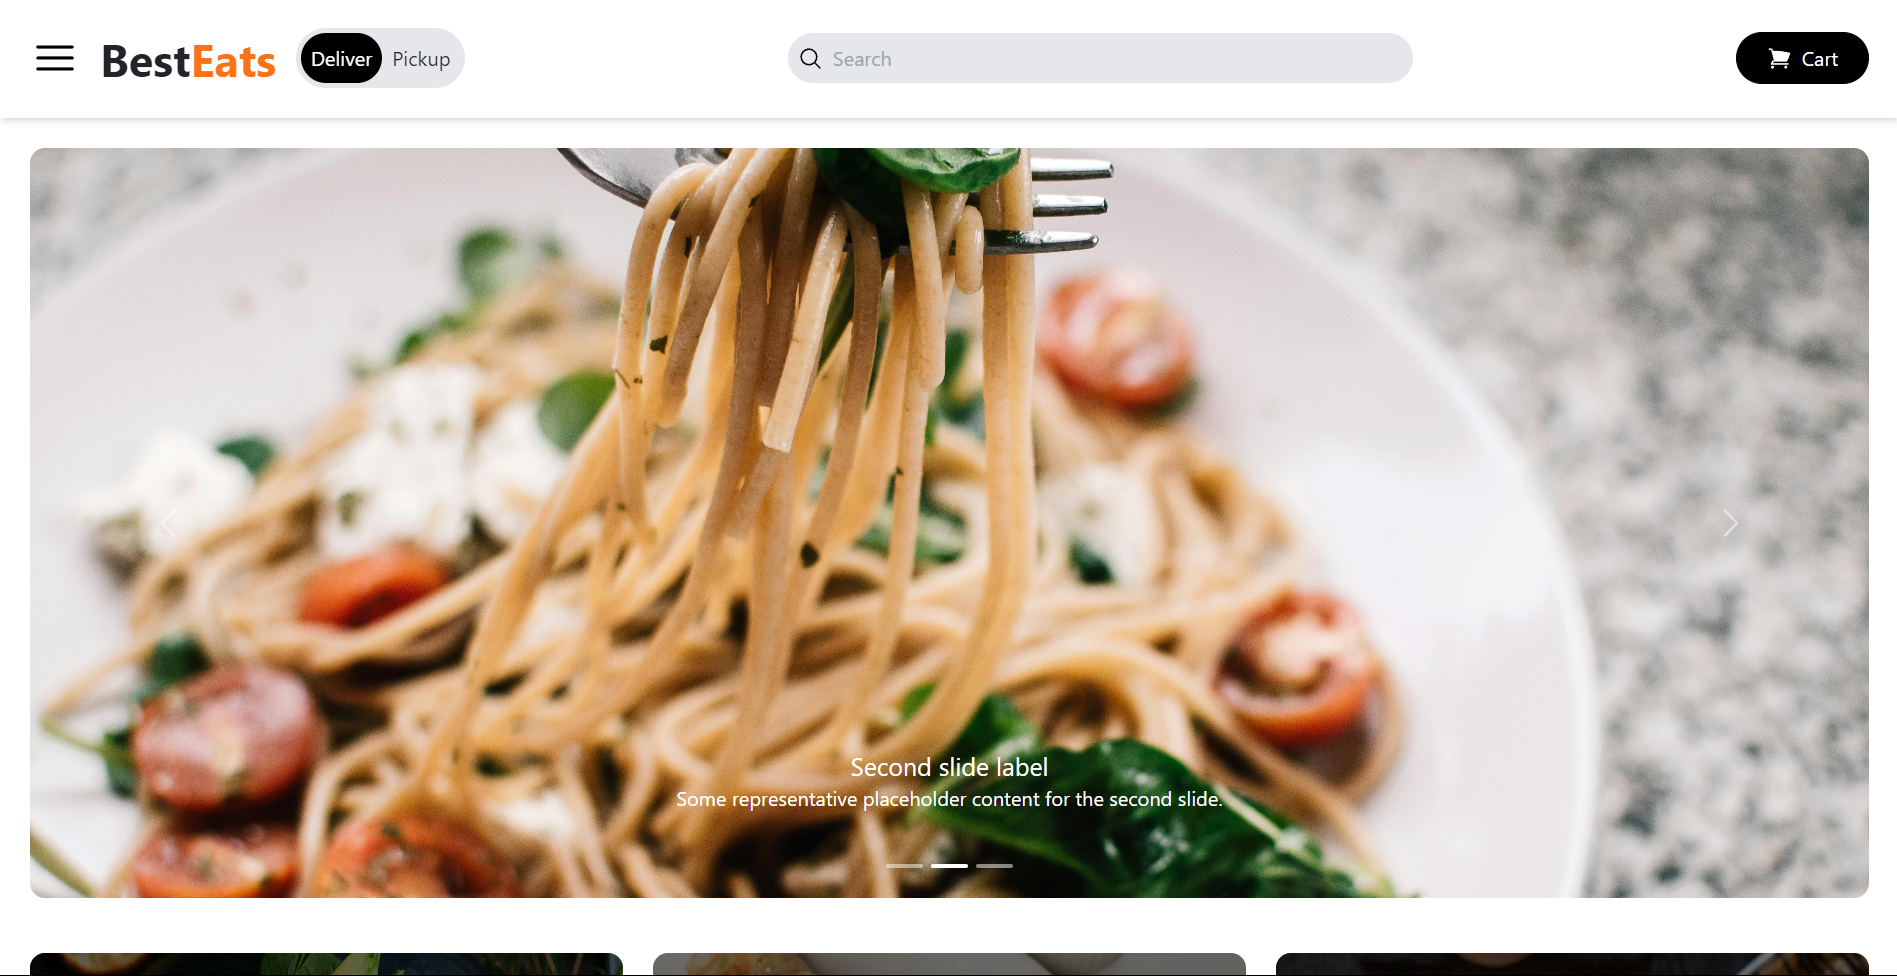 BestEats
Deliver Pickup
Search
Cart
Second slide label
Some representative placeholder content for the second slide.